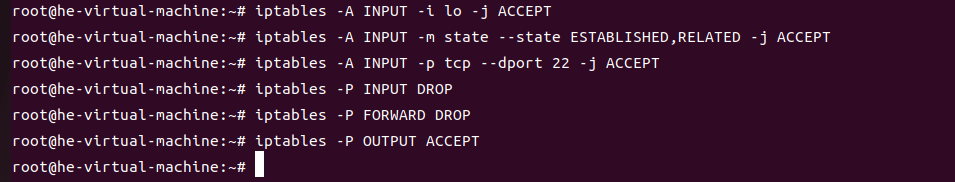 root@he-virtual-machine:~# iptables -A INPUT -i lo -j ACCEPT
root@he-virtual-machine:~# iptables -A INPUT -m state --state ESTABLISHED,RELATED -j ACCEPT
root@he-virtual-machine:~# iptables -A INPUT -p tcp --dport 22 -j ACCEPT
root@he-virtual-machine:~# iptables -P INPUT DROP
root@he-virtual-machine:~# iptables -P FORWARD DROP
root@he-virtual-machine:~# iptables -P OUTPUT ACCEPT
root@he-virtual-machine:~#